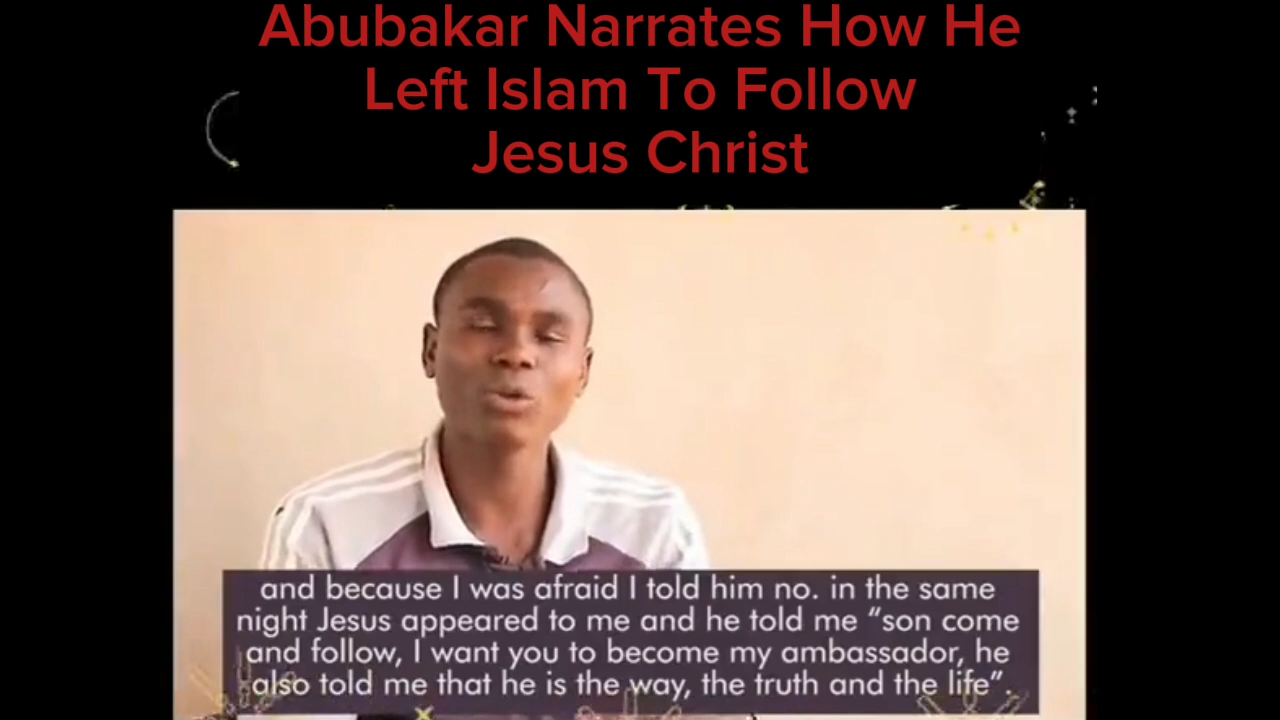 Abubakar Narrates How He
Left Islam To Follow
Jesus Christ
and because I was afraid I told him no. in the same
night Jesus appeared to me and he told me “son come
and follow, I want you to become my ambassador, he
also told me that he is the way, the truth and the life”.